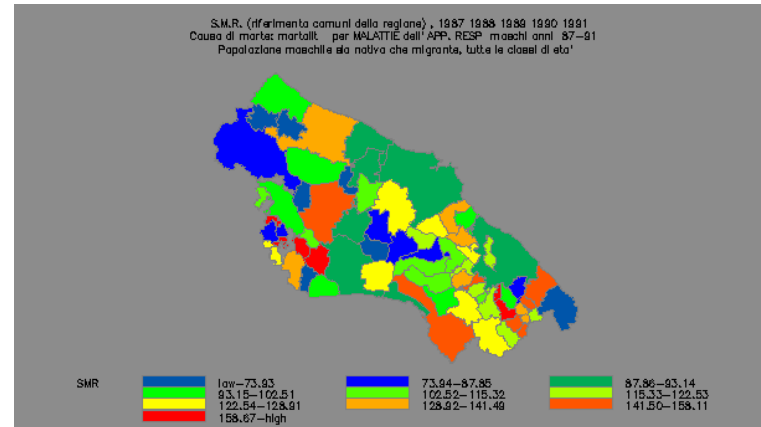 S.M.R. (riferimento comuni della regione) , 1987 1988 1989 1990 1991
Causa di morte: mortalit per MALATTIE dell'APP. RESP maschi anni 87-91
Popolazione maschile sia nativa che migrante, tutte le classi di eta'
SMR low-73.93 73.94-87.85 87.86-93.14
93.15-102.51 102.52-115.32 115.33-122.53
122.54-128.91 128.92-141.49 141.50-158.11
158.67-high